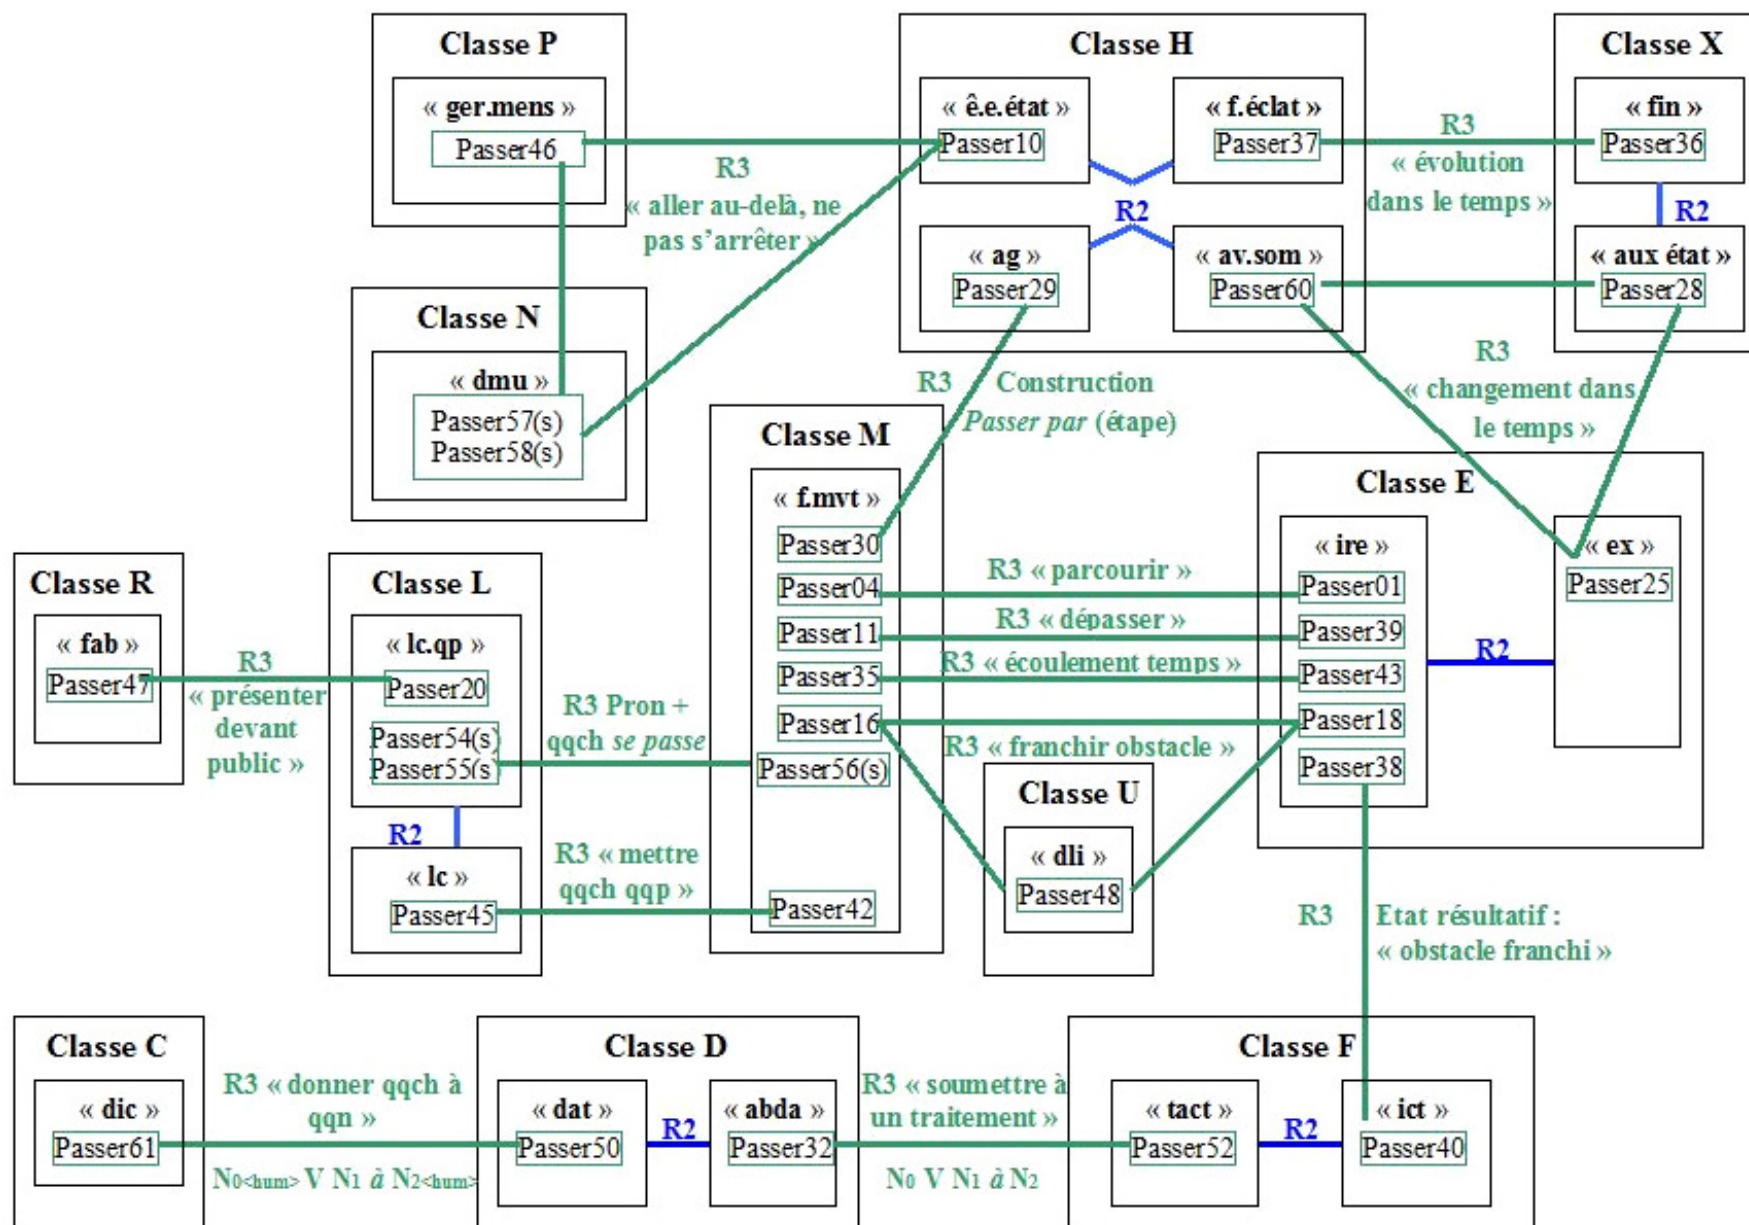 Classe P
« ger.mens »
Passer46
Classe H
« ê.e.état »
Passer10
« f.éclat »
Passer37
R2
« ag »
Passer29
« av.som »
Passer60
Classe X
« fin »
Passer36
R2
« aux état »
Passer28
R3
« aller au-delà, ne
pas s’arrêter »
R3
« évolution
dans le temps »
Classe N
« dmu »
Passer57(s)
Passer58(s)
R3
Construction
Passer par (étape)
R3
« changement dans
le temps »
Classe M
« f.mvt »
Passer30
Passer04
Passer11
Passer35
Passer16
Passer56(s)
Passer42
Classe E
« ire »
Passer01
Passer39
Passer43
Passer18
Passer38
R2
« ex »
Passer25
R3 « parcourir »
R3 « dépasser »
R3 « écoulement temps »
R3 « franchir obstacle »
Classe R
« fab »
Passer47
R3
« présenter
devant
public »
Classe L
« lc.qp »
Passer20
Passer54(s)
Passer55(s)
R2
« lc »
Passer45
R3 Pron +
qqch se passe
R3 « mettre
qqch qqp »
Classe U
« dli »
Passer48
R3
Etat résultatif :
« obstacle franchi »
Classe C
« dic »
Passer61
R3 « donner qqch à
qqn »
N0<hum> V N1 à N2<hum>
Classe D
« dat »
Passer50
R2
« abda »
Passer32
R3 « soumettre à
un traitement »
N0 V N1 à N2
Classe F
« tact »
Passer52
R2
« ict »
Passer40